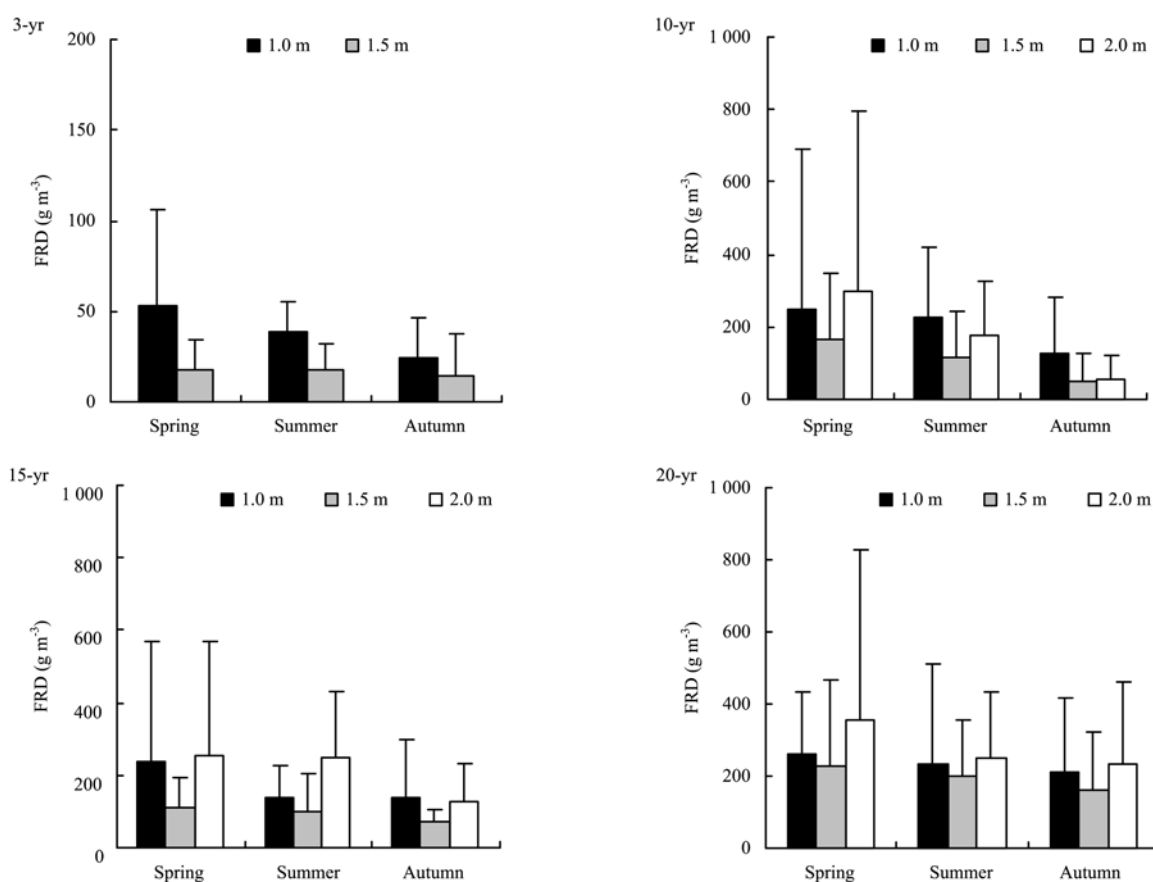 3-yr
200
150
100
50
0
FRD (g m⁻³)
1.0 m 1.5 m
Spring Summer Autumn
10-yr
1 000
800
600
400
200
0
FRD (g m⁻³)
1.0 m 1.5 m 2.0 m
Spring Summer Autumn
15-yr
1 000
800
600
400
200
0
FRD (g m⁻³)
1.0 m 1.5 m 2.0 m
Spring Summer Autumn
20-yr
1 000
800
600
400
200
0
FRD (g m⁻³)
1.0 m 1.5 m 2.0 m
Spring Summer Autumn